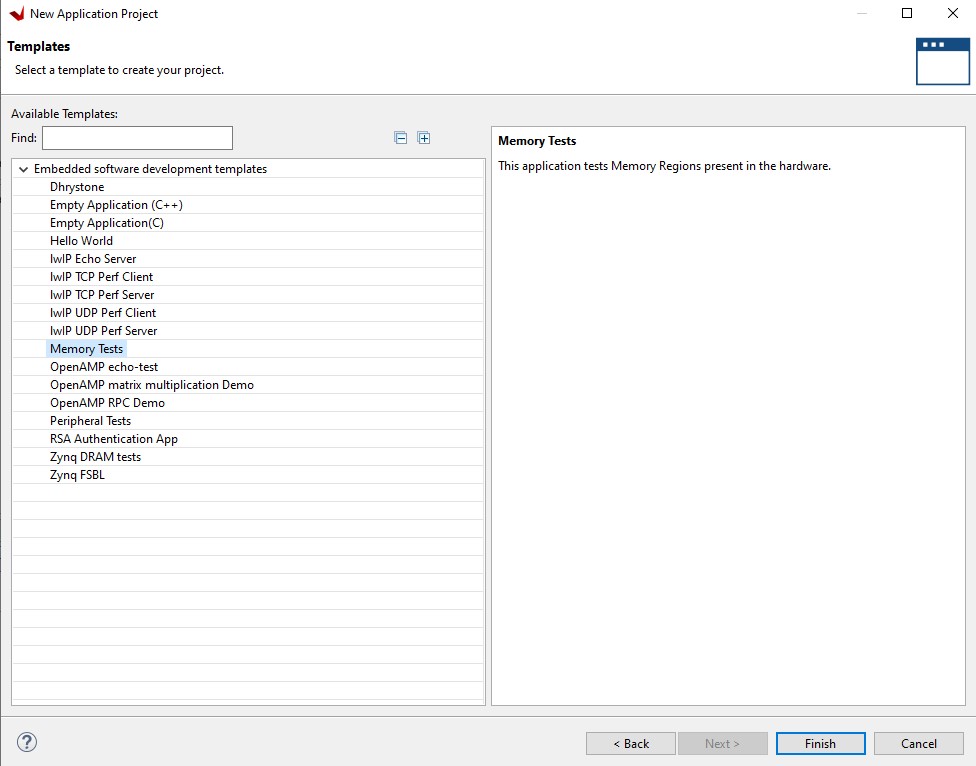 New Application Project
Templates
Select a template to create your project.
Available Templates:
Find:
Embedded software development templates
Dhrystone
Empty Application (C++)
Empty Application(C)
Hello World
lwIP Echo Server
lwIP TCP Perf Client
lwIP TCP Perf Server
lwIP UDP Perf Client
lwIP UDP Perf Server
Memory Tests
OpenAMP echo-test
OpenAMP matrix multiplication Demo
OpenAMP RPC Demo
Peripheral Tests
RSA Authentication App
Zynq DRAM tests
Zynq FSBL
Memory Tests
This application tests Memory Regions present in the hardware.
?
< Back
Next >
Finish
Cancel